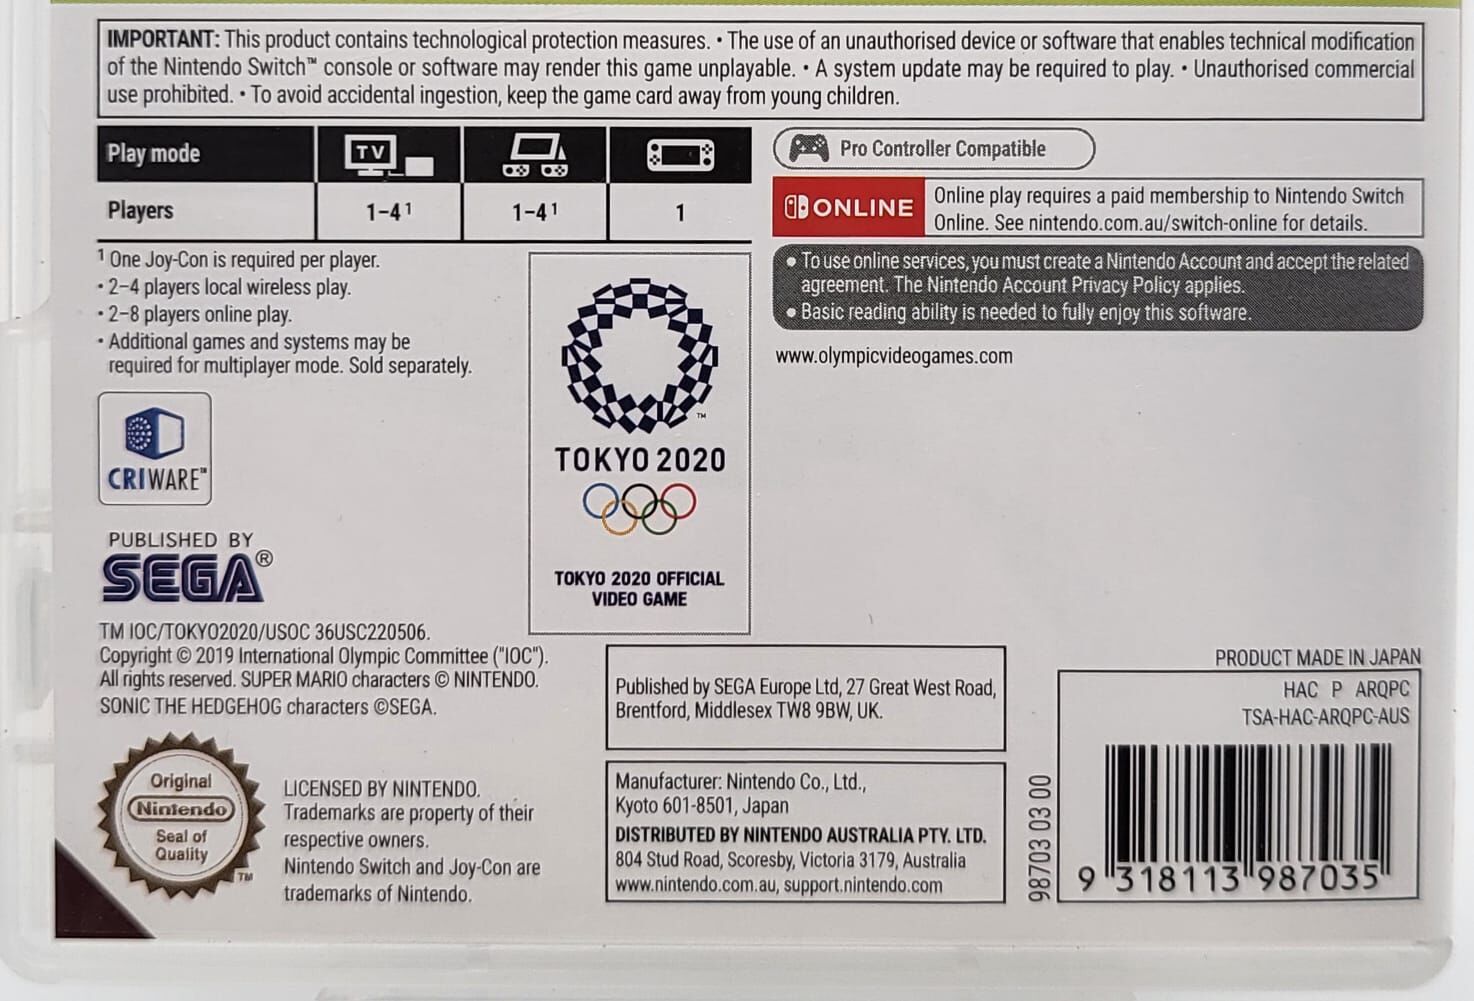 IMPORTANT: This product contains technological protection measures. • The use of an unauthorised device or software that enables technical modification
of the Nintendo Switch™ console or software may render this game unplayable. • A system update may be required to play. • Unauthorised commercial
use prohibited. • To avoid accidental ingestion, keep the game card away from young children.
Play mode
TV
Players
1-4¹
1-4¹
1
¹ One Joy-Con is required per player.
• 2-4 players local wireless play.
• 2-8 players online play.
• Additional games and systems may be
required for multiplayer mode. Sold separately.
Pro Controller Compatible
ONLINE
Online play requires a paid membership to Nintendo Switch
Online. See nintendo.com.au/switch-online for details.
• To use online services, you must create a Nintendo Account and accept the related
agreement. The Nintendo Account Privacy Policy applies.
• Basic reading ability is needed to fully enjoy this software.
www.olympicvideogames.com
CRIWARE™
PUBLISHED BY
SEGA®
™
TOKYO 2020
TOKYO 2020 OFFICIAL
VIDEO GAME
TM IOC/TOKYO2020/USOC 36USC220506.
Copyright © 2019 International Olympic Committee ("IOC").
All rights reserved. SUPER MARIO characters © NINTENDO.
SONIC THE HEDGEHOG characters ©SEGA.
Original
Nintendo
Seal of
Quality
TM
LICENSED BY NINTENDO.
Trademarks are property of their
respective owners.
Nintendo Switch and Joy-Con are
trademarks of Nintendo.
Published by SEGA Europe Ltd, 27 Great West Road,
Brentford, Middlesex TW8 9BW, UK.
Manufacturer: Nintendo Co., Ltd.,
Kyoto 601-8501, Japan
DISTRIBUTED BY NINTENDO AUSTRALIA PTY. LTD.
804 Stud Road, Scoresby, Victoria 3179, Australia
www.nintendo.com.au, support.nintendo.com
98703 03 00
PRODUCT MADE IN JAPAN
HAC P ARQPC
TSA-HAC-ARQPC-AUS
9 318113 987035